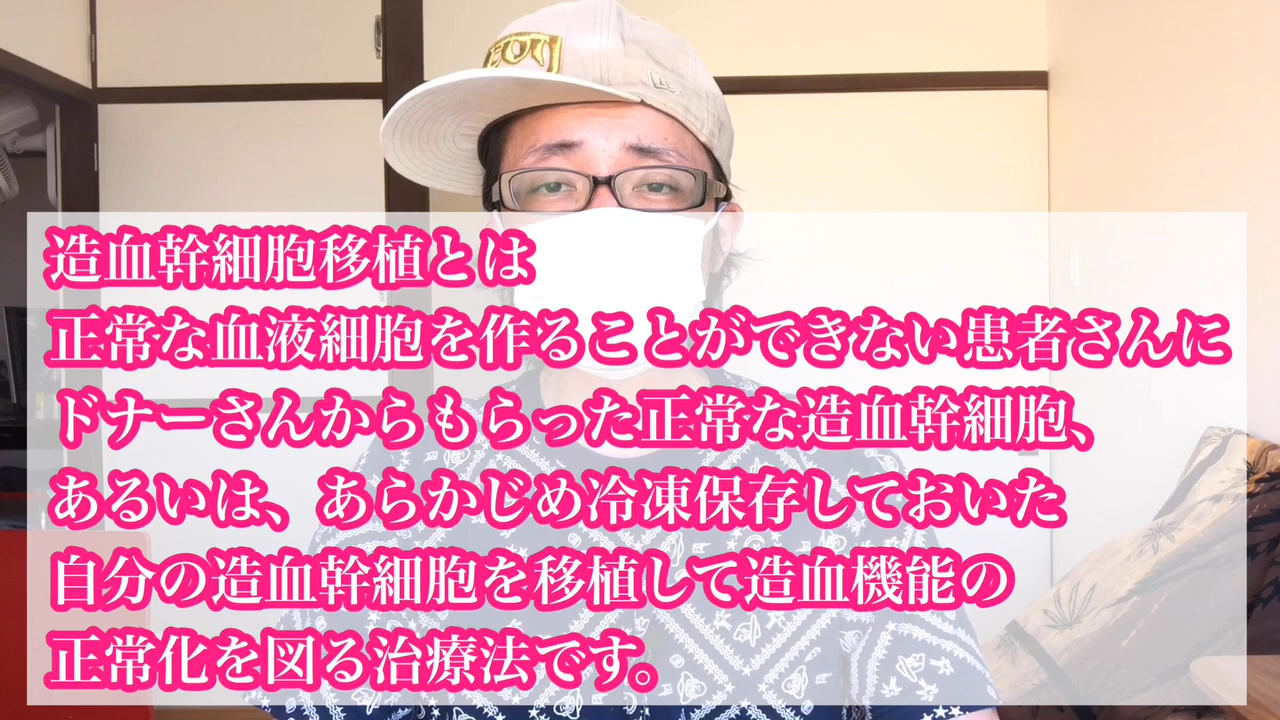 造血幹細胞移植とは
正常な血液細胞を作ることができない患者さんに
ドナーさんからもらった正常な造血幹細胞、
あるいは、あらかじめ冷凍保存しておいた
自分の造血幹細胞を移植して造血機能の
正常化を図る治療法です。